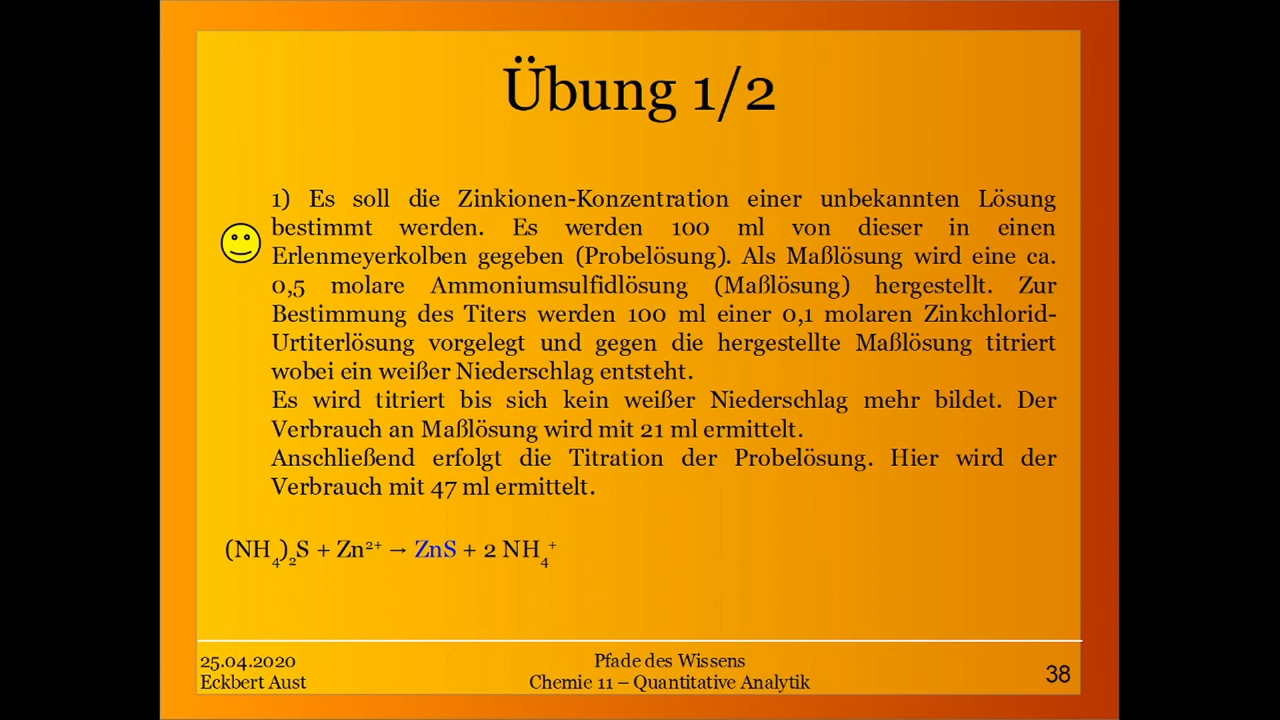 Übung 1/2
1) Es soll die Zinkionen-Konzentration einer unbekannten Lösung
bestimmt werden. Es werden 100 ml von dieser in einen
Erlenmeyerkolben gegeben (Probelösung). Als Maßlösung wird eine ca.
0,5 molare Ammoniumsulfidlösung (Maßlösung) hergestellt. Zur
Bestimmung des Titers werden 100 ml einer 0,1 molaren Zinkchlorid-
Urtiterlösung vorgelegt und gegen die hergestellte Maßlösung titriert
wobei ein weißer Niederschlag entsteht.
Es wird titriert bis sich kein weißer Niederschlag mehr bildet. Der
Verbrauch an Maßlösung wird mit 21 ml ermittelt.
Anschließend erfolgt die Titration der Probelösung. Hier wird der
Verbrauch mit 47 ml ermittelt.
(NH₄)₂S + Zn²⁺ → ZnS + 2 NH₄⁺
25.04.2020
Eckbert Aust
Pfade des Wissens
Chemie 11 – Quantitative Analytik
38